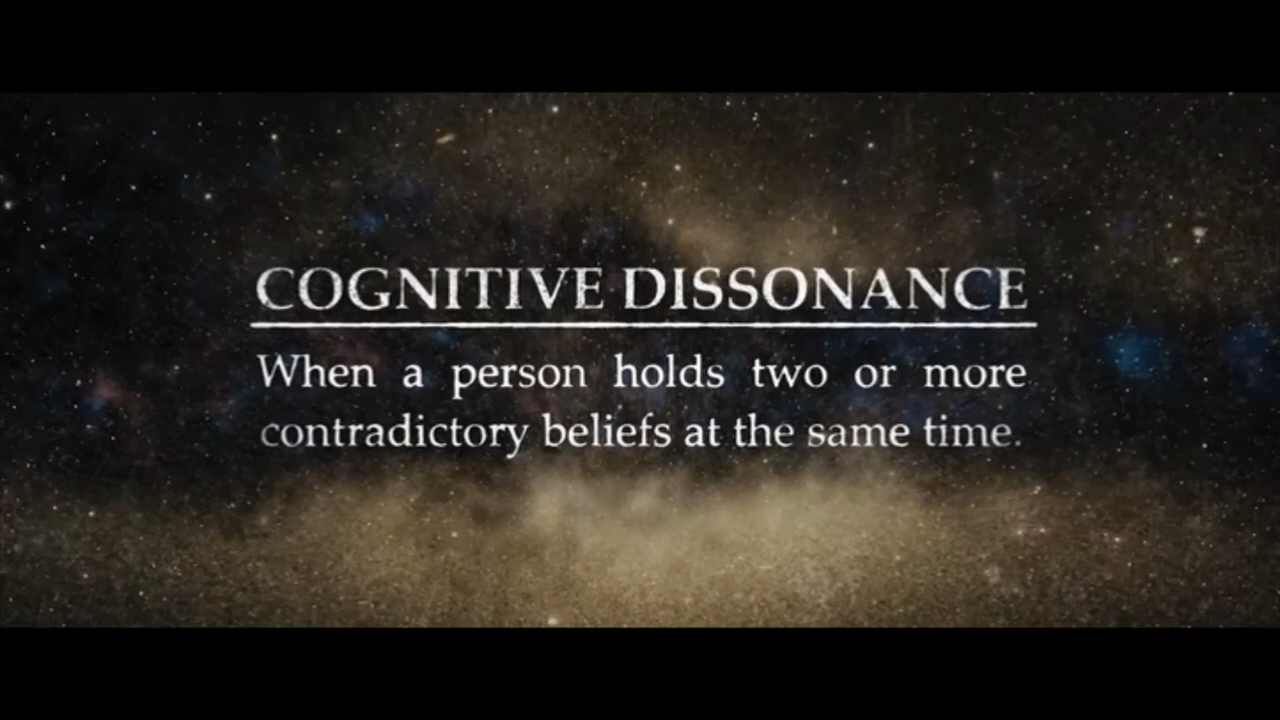 COGNITIVE DISSONANCE
When a person holds two or more
contradictory beliefs at the same time.